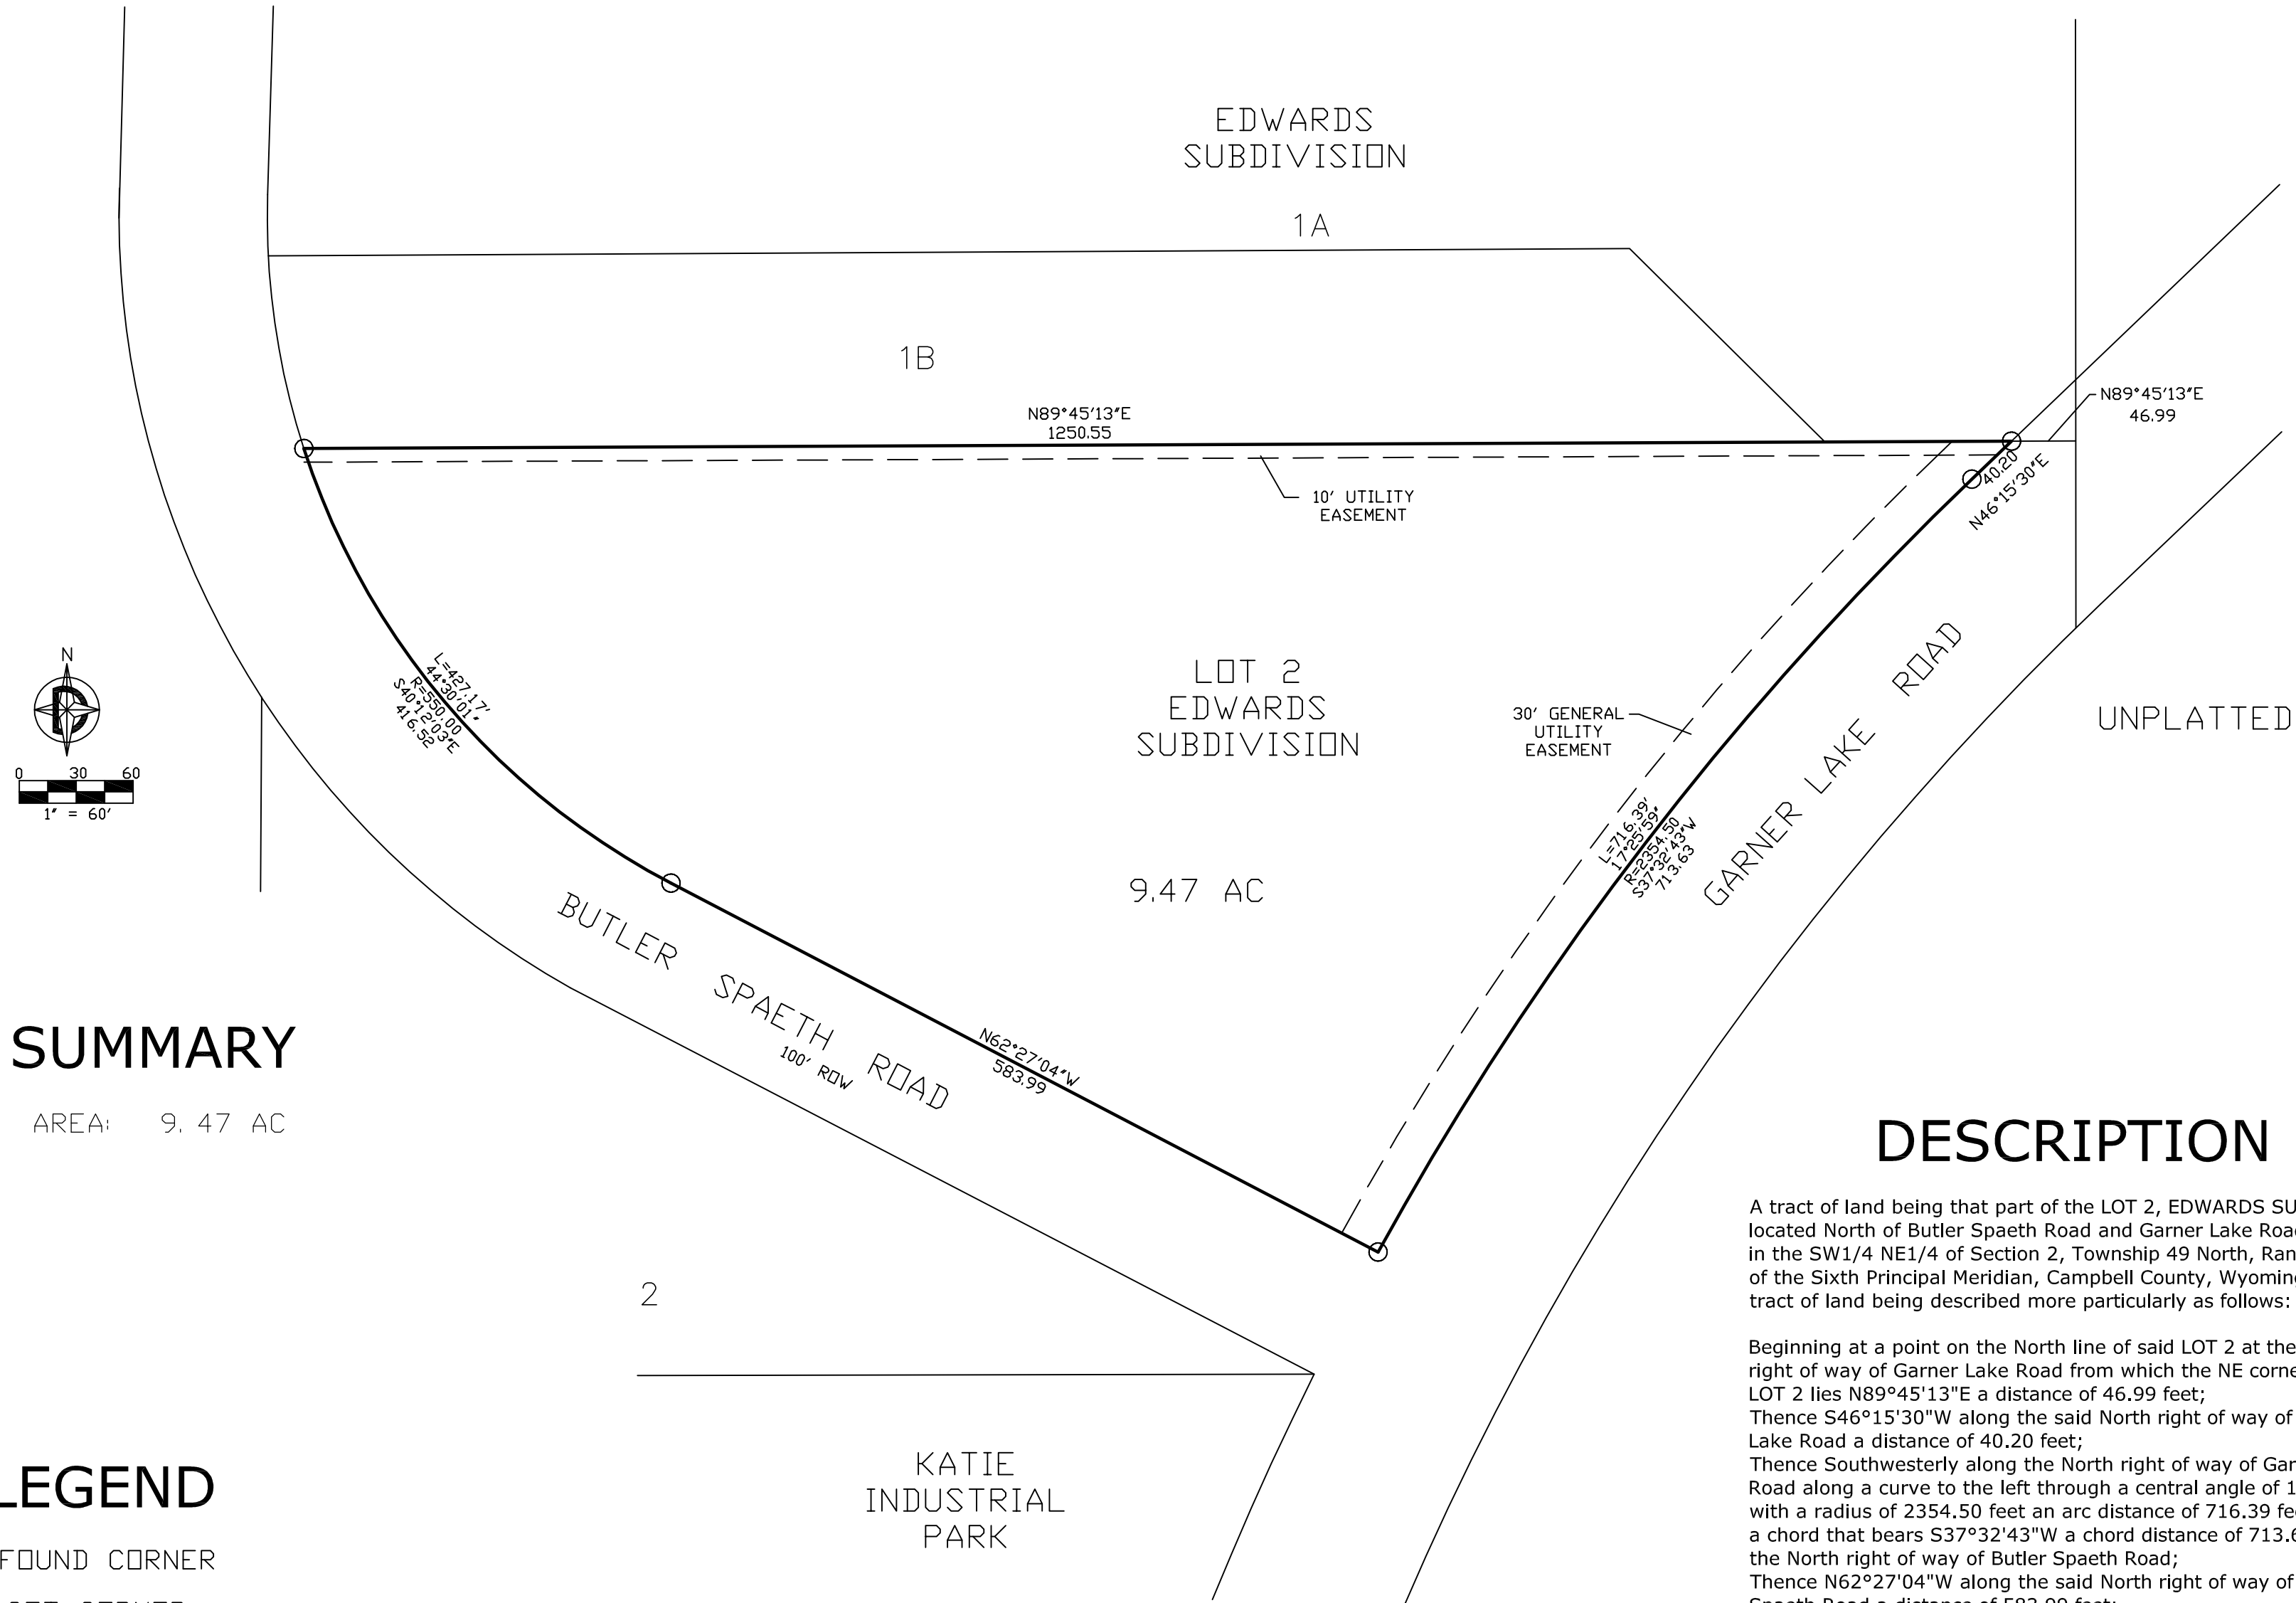 EDWARDS
SUBDIVISION
1A
1B
N89°45'13"E
1250.55
N89°45'13"E
46.99
40.20
N46°15'30"E
10' UTILITY
EASEMENT
N
0 30 60
1" = 60'
L=427.17'
44°30'01"
R=550.00
S40°12'03"E
416.52
LOT 2
EDWARDS
SUBDIVISION
9.47 AC
30' GENERAL
UTILITY
EASEMENT
L=716.39'
17°25'59"
R=2354.50
S37°32'43"W
713.63
GARNER LAKE ROAD
UNPLATTED
BUTLER SPAETH ROAD
100' ROW
N62°27'04"W
583.99
SUMMARY
AREA: 9.47 AC
2
KATIE
INDUSTRIAL
PARK
LEGEND
FOUND CORNER
DESCRIPTION
A tract of land being that part of the LOT 2, EDWARDS SU
located North of Butler Spaeth Road and Garner Lake Roa
in the SW1/4 NE1/4 of Section 2, Township 49 North, Ran
of the Sixth Principal Meridian, Campbell County, Wyomin
tract of land being described more particularly as follows:
Beginning at a point on the North line of said LOT 2 at the
right of way of Garner Lake Road from which the NE corne
LOT 2 lies N89°45'13"E a distance of 46.99 feet;
Thence S46°15'30"W along the said North right of way of
Lake Road a distance of 40.20 feet;
Thence Southwesterly along the North right of way of Gar
Road along a curve to the left through a central angle of 1
with a radius of 2354.50 feet an arc distance of 716.39 fe
a chord that bears S37°32'43"W a chord distance of 713.6
the North right of way of Butler Spaeth Road;
Thence N62°27'04"W along the said North right of way of
Spaeth Road a distance of 583.99 feet;